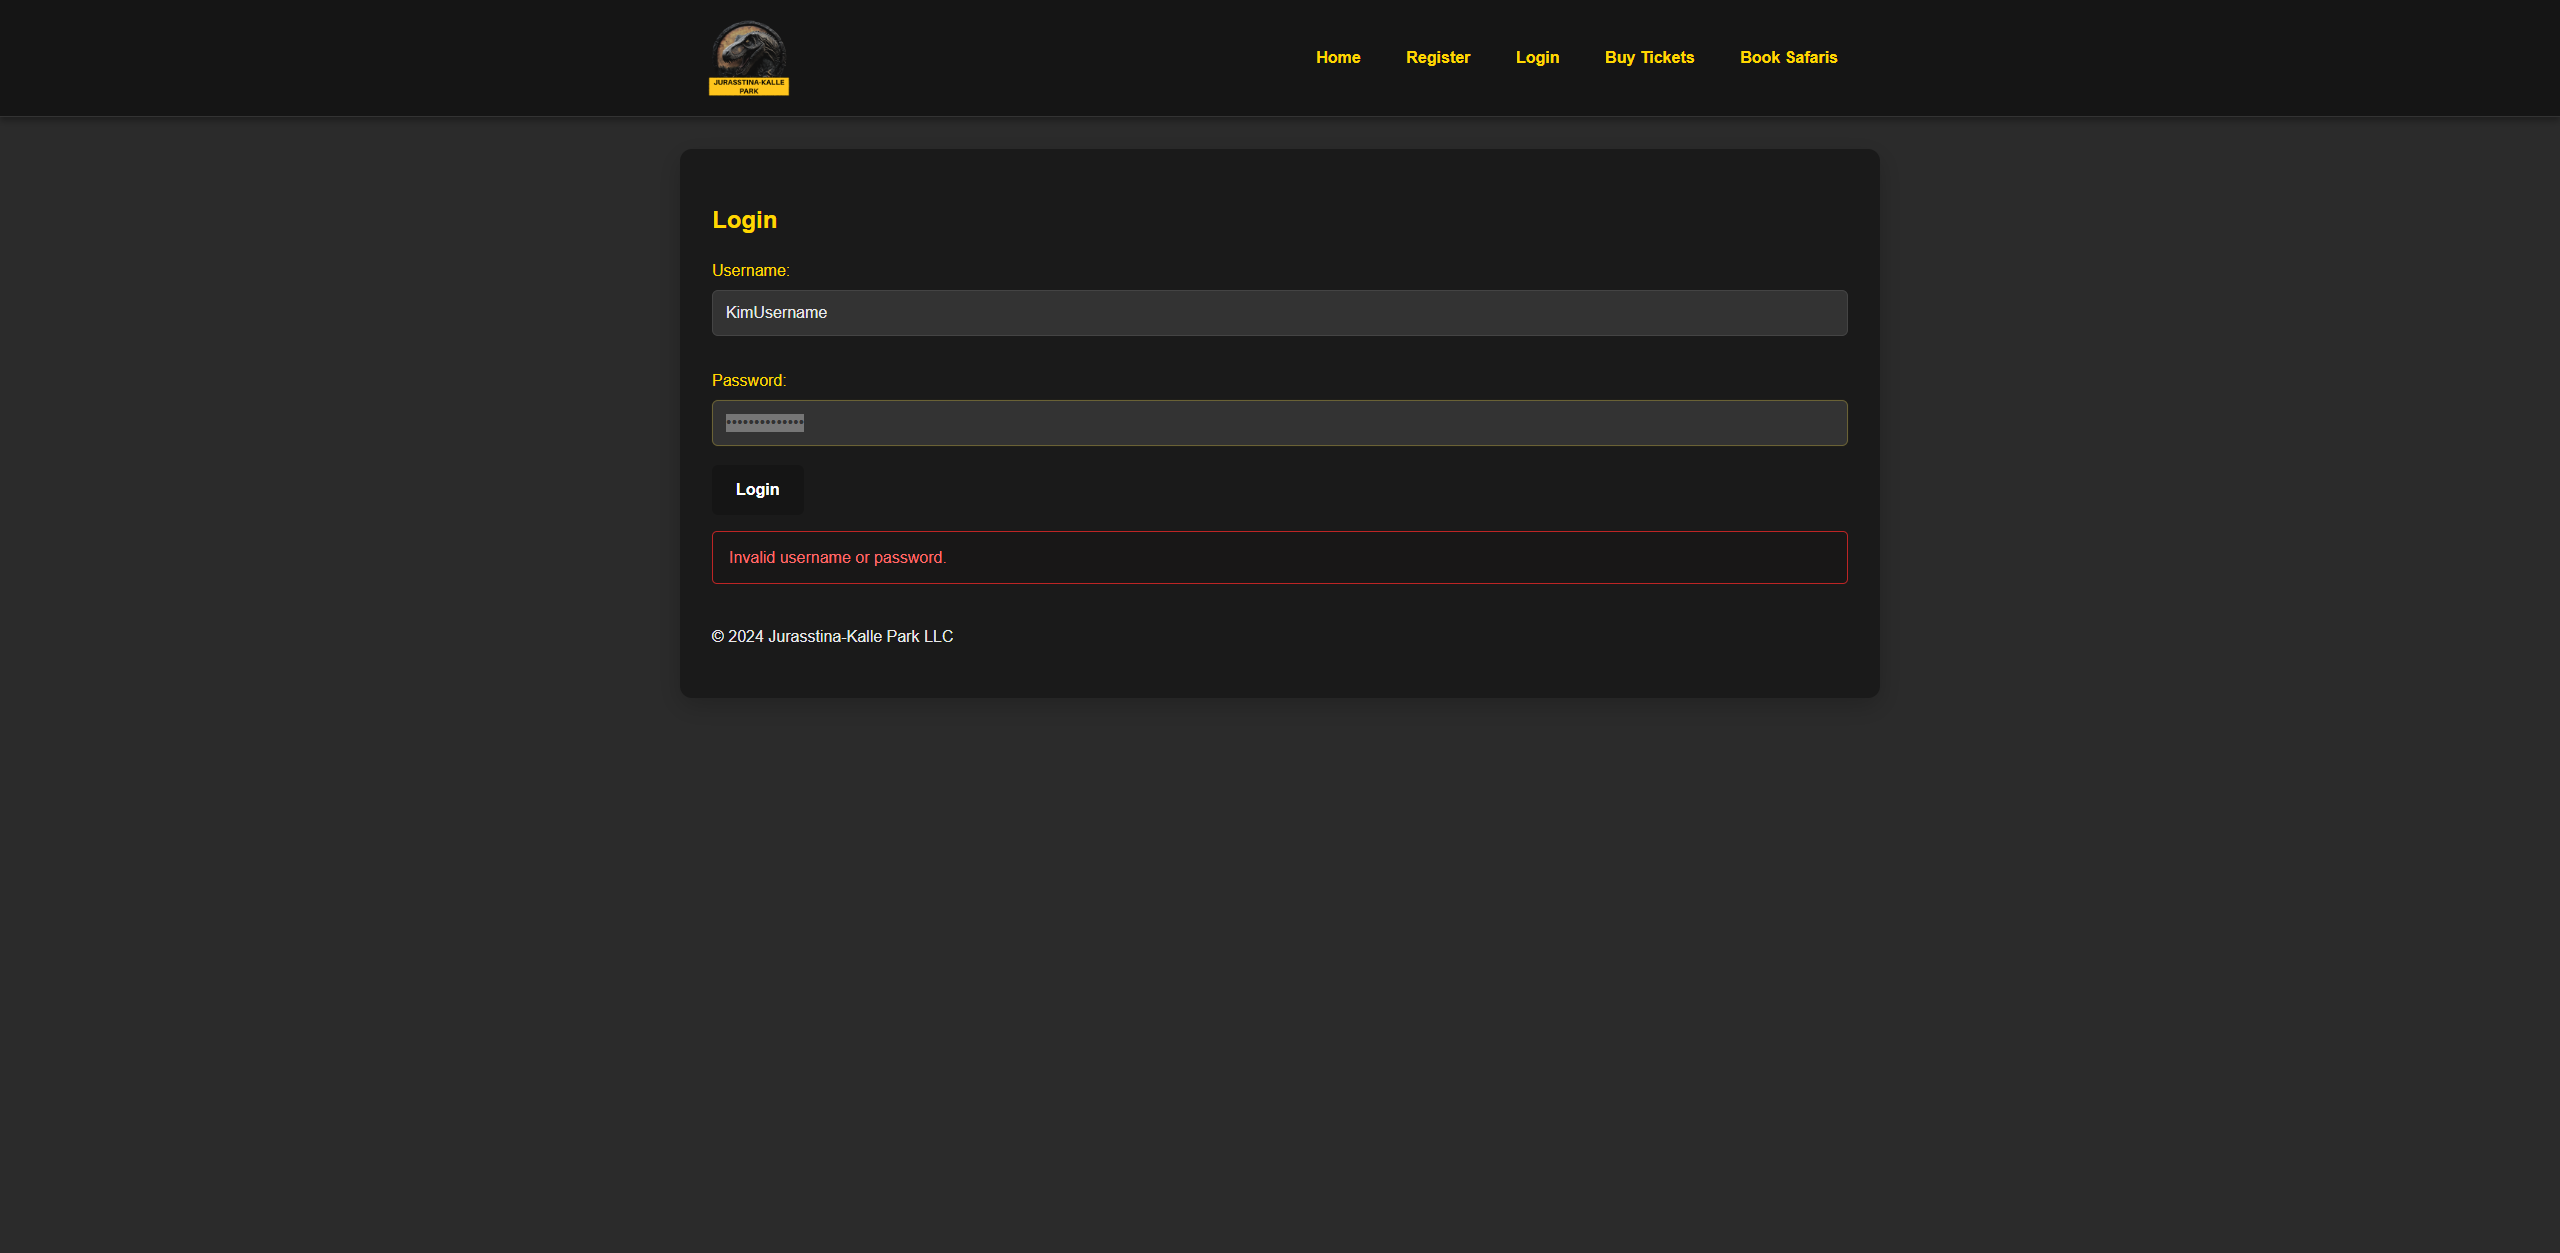 JURASSTINA-KALLE
PARK
Home Register Login Buy Tickets Book Safaris
Login
Username:
KimUsername
Password:
••••••••••••••
Login
Invalid username or password.
© 2024 Jurasstina-Kalle Park LLC